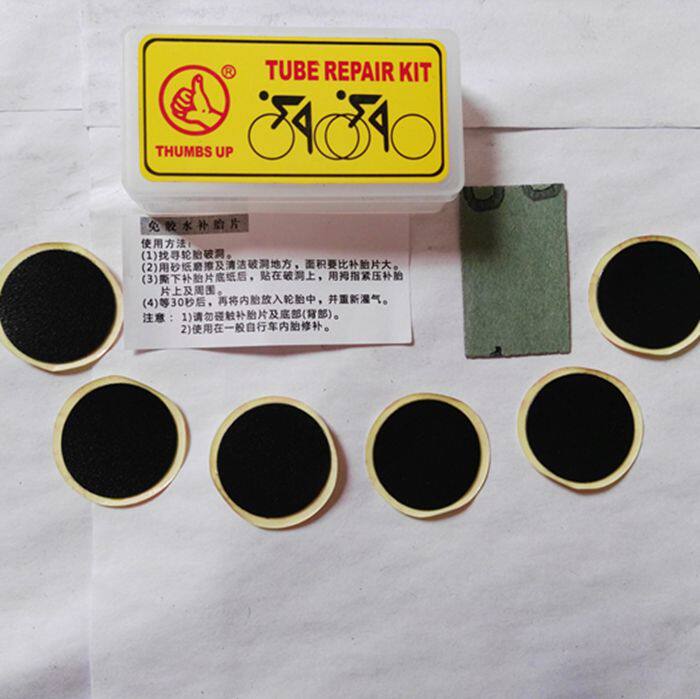 TUBE REPAIR KIT
®
THUMBS UP
免胶水补胎片
使用方法:
(1)找寻轮胎破洞。
(2)用砂纸磨擦及清洁破洞地方，面积要比补胎片大。
(3)撕下补胎片底纸后，贴在破洞上，用拇指紧压补胎
片上及周围。
(4)等30秒后，再将内胎放入轮胎中，并重新灌气。
注意： 1)请勿碰触补胎片及底部(背部)。
2)使用在一般自行车内胎修补。